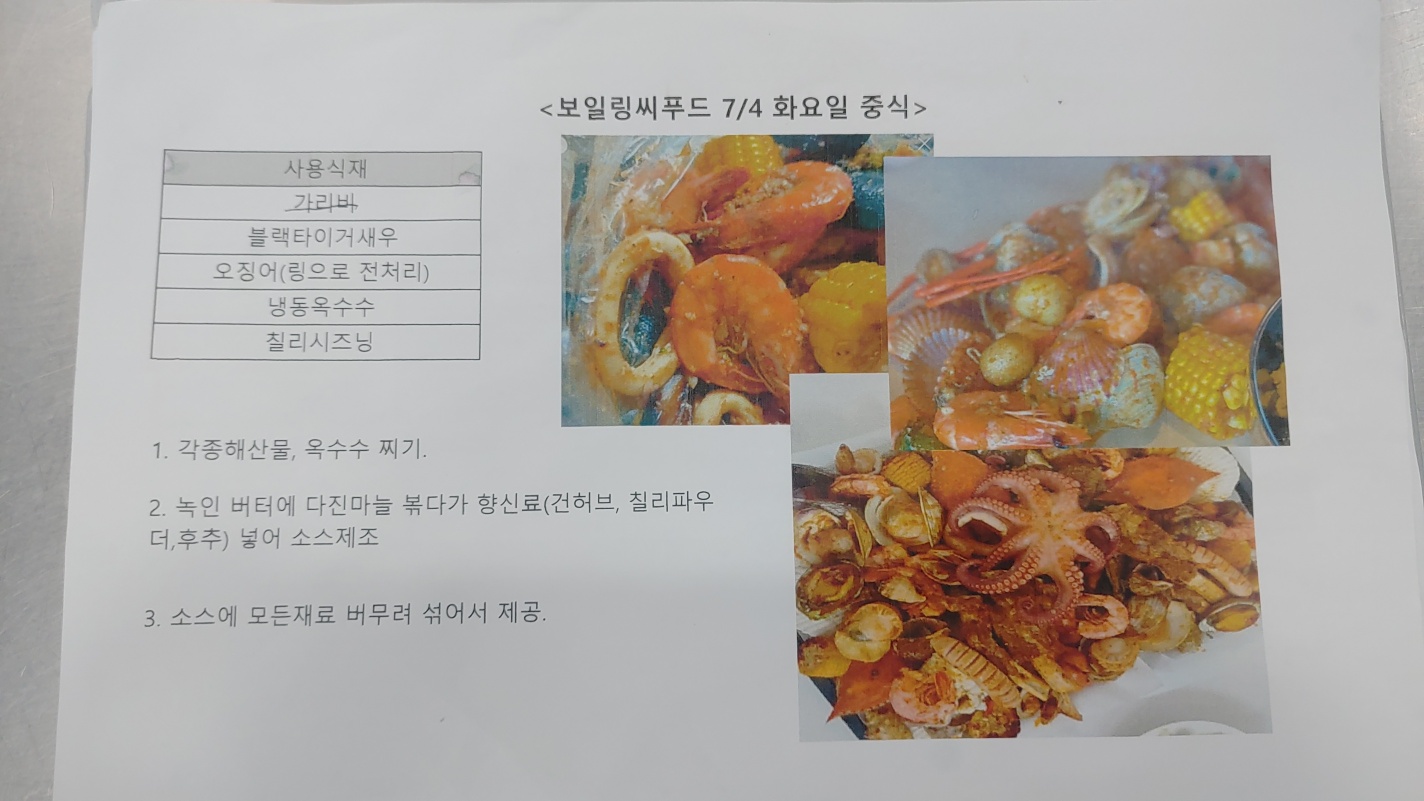 <보일링씨푸드 7/4 화요일 중식>
사용식재
가리바
블랙타이거새우
오징어(링으로 전처리)
냉동옥수수
칠리시즈닝
1. 각종해산물, 옥수수 찌기.
2. 녹인 버터에 다진마늘 볶다가 향신료(건허브, 칠리파우
더,후추) 넣어 소스제조
3. 소스에 모든재료 버무려 섞어서 제공.